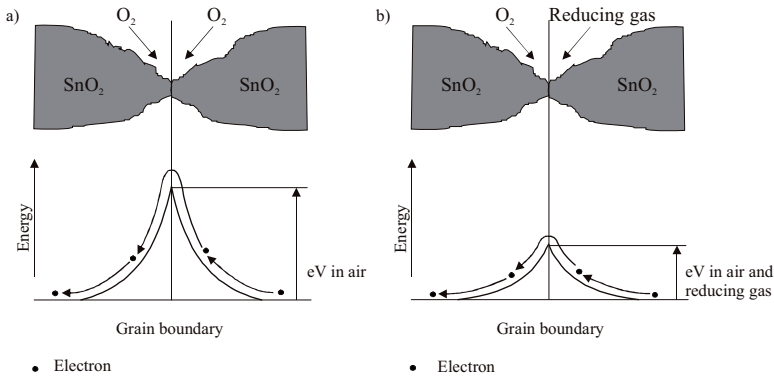 a)
O₂ O₂
SnO₂ SnO₂
Energy
eV in air
Grain boundary
Electron
b)
O₂ Reducing gas
SnO₂ SnO₂
Energy
eV in air and
reducing gas
Grain boundary
Electron